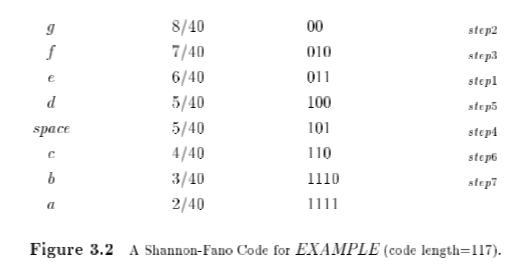 g 8/40 00 step2
f 7/40 010 step3
e 6/40 011 step1
d 5/40 100 step5
space 5/40 101 step4
c 4/40 110 step6
b 3/40 1110 step7
a 2/40 1111
Figure 3.2 A Shannon-Fano Code for EXAMPLE (code length=117).